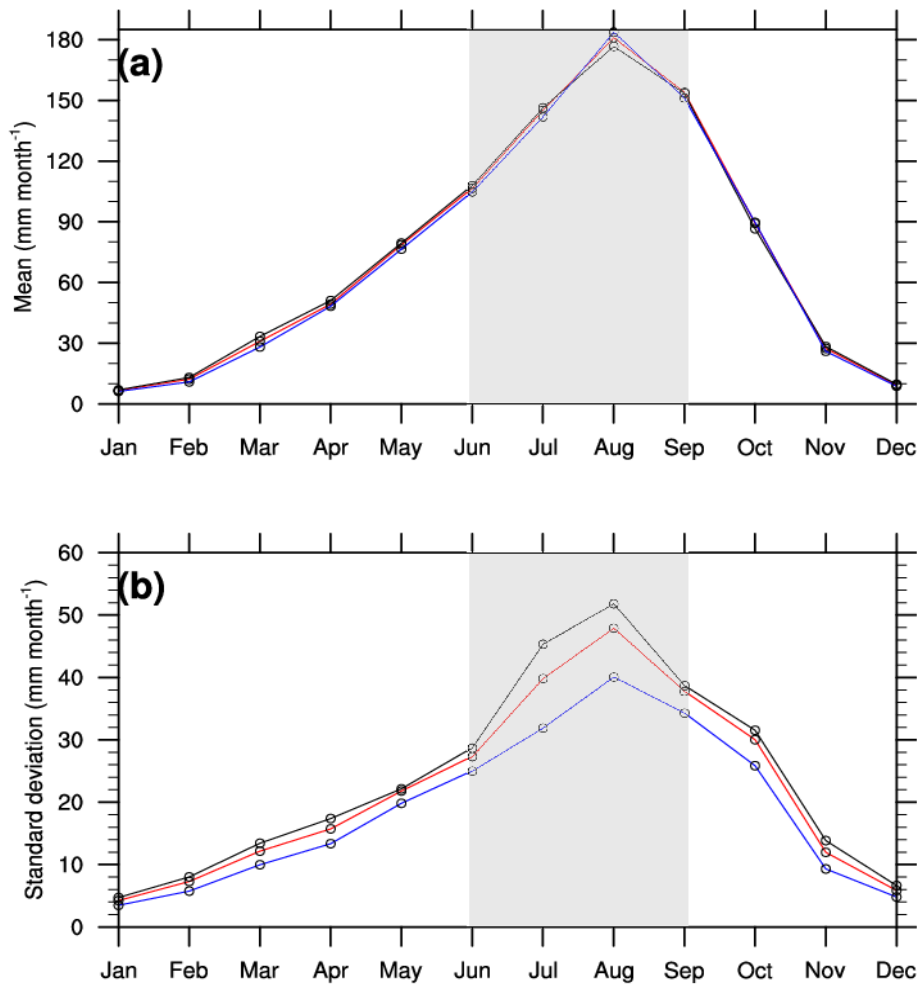 (a)
Mean (mm month⁻¹)
180
150
120
90
60
30
0
Jan Feb Mar Apr May Jun Jul Aug Sep Oct Nov Dec
(b)
Standard deviation (mm month⁻¹)
60
50
40
30
20
10
0
Jan Feb Mar Apr May Jun Jul Aug Sep Oct Nov Dec